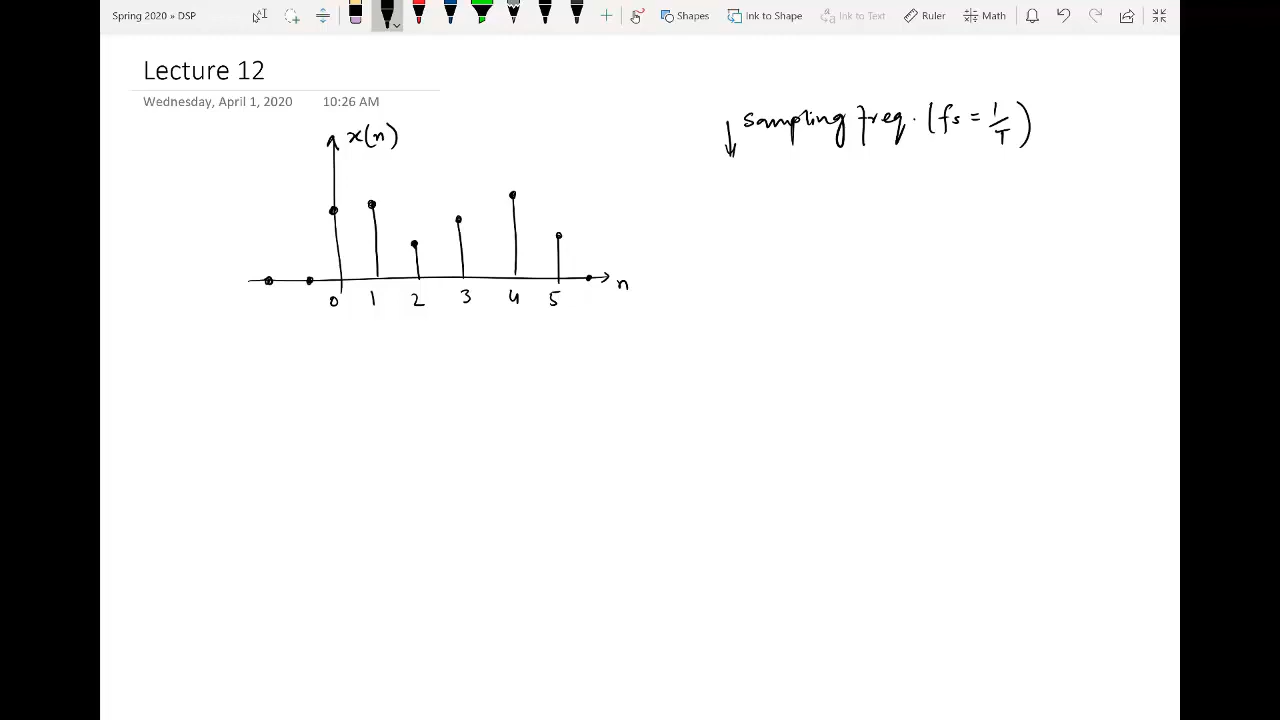 Spring 2020 » DSP
Shapes
Ink to Shape
Ink to Text
Ruler
Math
Lecture 12
Wednesday, April 1, 2020 10:26 AM
x(n)
↓ sampling freq. (fs = 1/T)
0 1 2 3 4 5 n